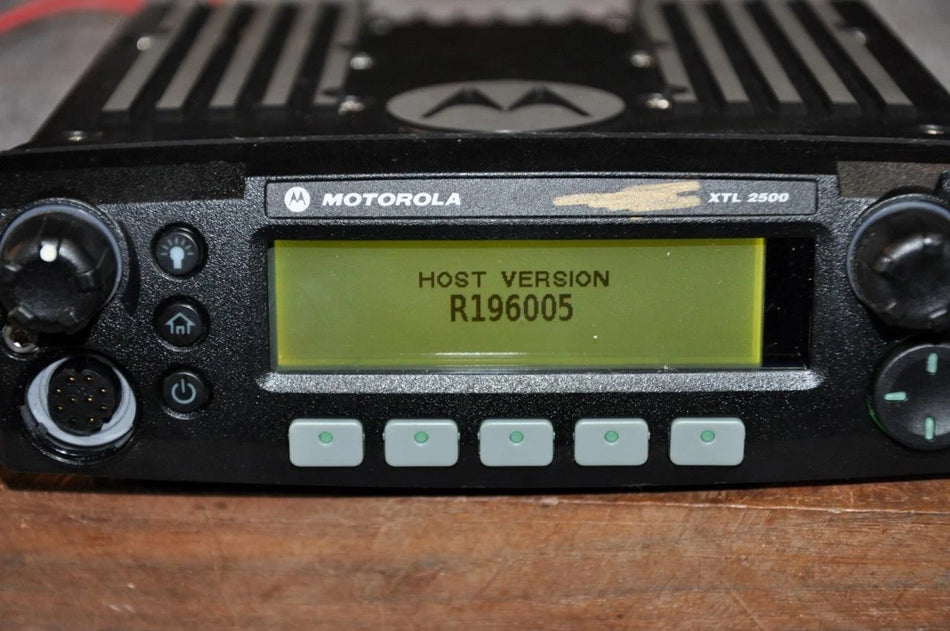 MOTOROLA XTL 2500
HOST VERSION
R196005